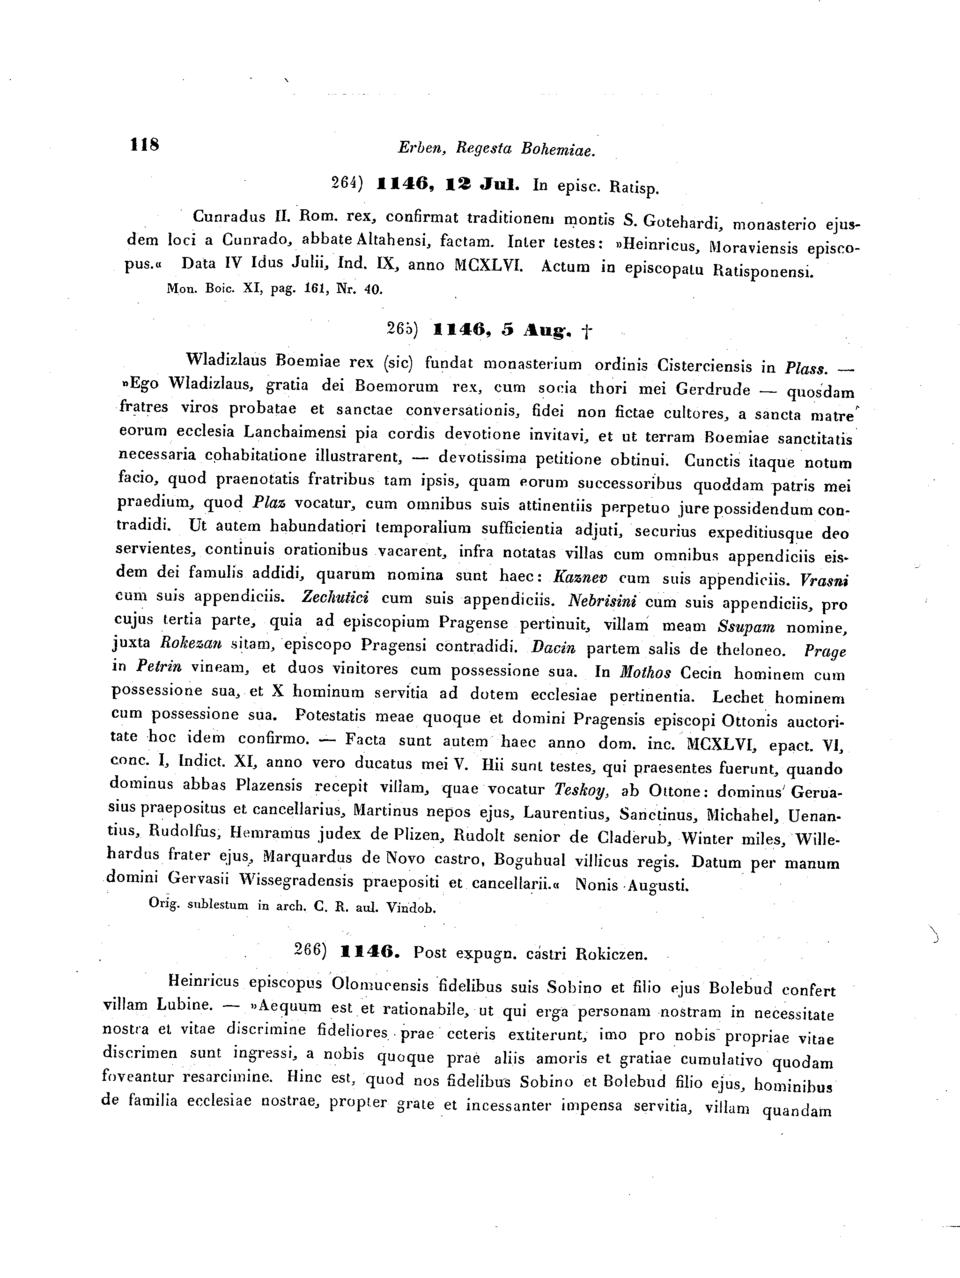 118 Erben, Regesta Bohemiae.
264) 1146, 12 Jul. In episc. Ratisp.
Cunradus II. Rom. rex, confirmat traditionem montis S. Gotehardi, monasterio ejus-
dem loci a Cunrado, abbate Altahensi, factam. Inter testes: »Heinricus, Moraviensis episco-
pus.« Data IV Idus Julii, Ind. IX, anno MCXLVI. Actum in episcopatu Ratisponensi.
Mon. Boic. XI, pag. 161, Nr. 40.
265) 1146, 5 Aug. †
Wladizlaus Boemiae rex (sic) fundat monasterium ordinis Cisterciensis in Plass. —
»Ego Wladizlaus, gratia dei Boemorum rex, cum socia thori mei Gerdrude — quosdam
fratres viros probatae et sanctae conversationis, fidei non fictae cultores, a sancta matre
eorum ecclesia Lanchaimensi pia cordis devotione invitavi, et ut terram Boemiae sanctitatis
necessaria cohabitatione illustrarent, — devotissima petitione obtinui. Cunctis itaque notum
facio, quod praenotatis fratribus tam ipsis, quam eorum successoribus quoddam patris mei
praedium, quod Plaz vocatur, cum omnibus suis attinentiis perpetuo jure possidendum con-
tradidi. Ut autem habundatiori temporalium sufficientia adjuti, securius expeditiusque deo
servientes, continuis orationibus vacarent, infra notatas villas cum omnibus appendiciis eis-
dem dei famulis addidi, quarum nomina sunt haec: Kaznev cum suis appendiciis. Vrasni
cum suis appendiciis. Zechutici cum suis appendiciis. Nebrisini cum suis appendiciis, pro
cujus tertia parte, quia ad episcopium Pragense pertinuit, villam meam Ssupam nomine,
juxta Rokezan sitam, episcopo Pragensi contradidi. Dacin partem salis de theloneo. Prage
in Petrin vineam, et duos vinitores cum possessione sua. In Mothos Cecin hominem cum
possessione sua, et X hominum servitia ad dotem ecclesiae pertinentia. Lechet hominem
cum possessione sua. Potestatis meae quoque et domini Pragensis episcopi Ottonis auctori-
tate hoc idem confirmo. — Facta sunt autem haec anno dom. inc. MCXLVI, epact. VI,
conc. I, Indict. XI, anno vero ducatus mei V. Hii sunt testes, qui praesentes fuerunt, quando
dominus abbas Plazensis recepit villam, quae vocatur Teskoy, ab Ottone: dominus Gerua-
sius praepositus et cancellarius, Martinus nepos ejus, Laurentius, Sanctinus, Michahel, Uenan-
tius, Rudolfus, Hemramus judex de Plizen, Rudolt senior de Claderub, Winter miles, Wille-
hardus frater ejus, Marquardus de Novo castro, Boguhual villicus regis. Datum per manum
domini Gervasii Wissegradensis praepositi et cancellarii.« Nonis Augusti.
Orig. sublestum in arch. C. R. aul. Vindob.
266) 1146. Post expugn. castri Rokiczen.
Heinricus episcopus Olomucensis fidelibus suis Sobino et filio ejus Bolebud confert
villam Lubine. — »Aequum est et rationabile, ut qui erga personam nostram in necessitate
nostra et vitae discrimine fideliores prae ceteris extiterunt, imo pro nobis propriae vitae
discrimen sunt ingressi, a nobis quoque prae aliis amoris et gratiae cumulativo quodam
foveantur resarcimine. Hinc est, quod nos fidelibus Sobino et Bolebud filio ejus, hominibus
de familia ecclesiae nostrae, propter grate et incessanter impensa servitia, villam quandam